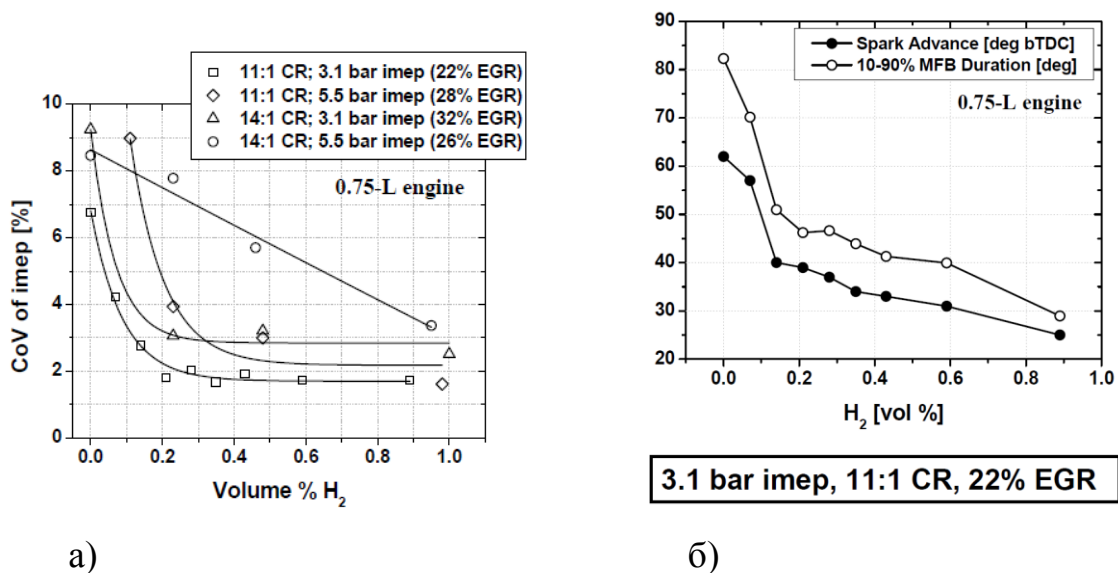 11:1 CR; 3.1 bar imep (22% EGR)
11:1 CR; 5.5 bar imep (28% EGR)
14:1 CR; 3.1 bar imep (32% EGR)
14:1 CR; 5.5 bar imep (26% EGR)
0.75-L engine
CoV of imep [%]
10
8
6
4
2
0
0.0 0.2 0.4 0.6 0.8 1.0
Volume % H₂
а)
Spark Advance [deg bTDC]
10-90% MFB Duration [deg]
0.75-L engine
90
80
70
60
50
40
30
20
0.0 0.2 0.4 0.6 0.8 1.0
H₂ [vol %]
3.1 bar imep, 11:1 CR, 22% EGR
б)